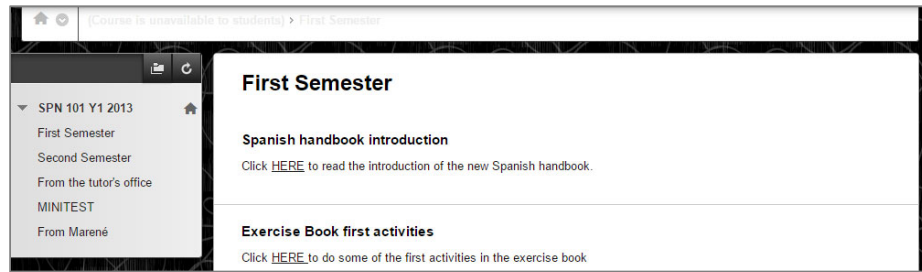 (Course is unavailable to students) > First Semester
SPN 101 Y1 2013
First Semester
Second Semester
From the tutor's office
MINITEST
From Marené
First Semester
Spanish handbook introduction
Click HERE to read the introduction of the new Spanish handbook.
Exercise Book first activities
Click HERE to do some of the first activities in the exercise book